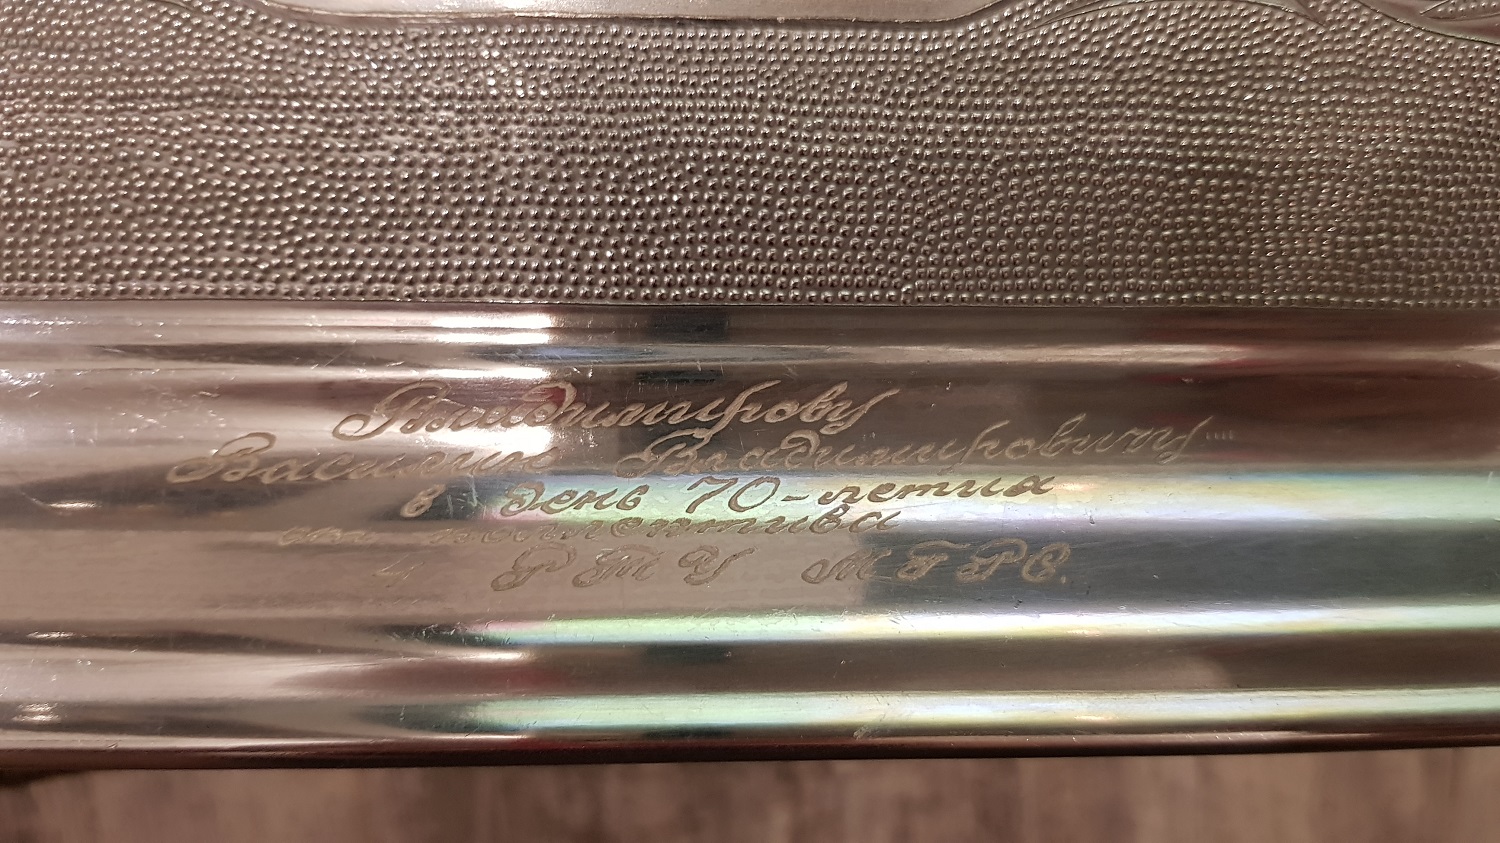 Владимирову
Василию Владимировичу
в день 70-летия
от коллектива
4 РТУ МГРС.